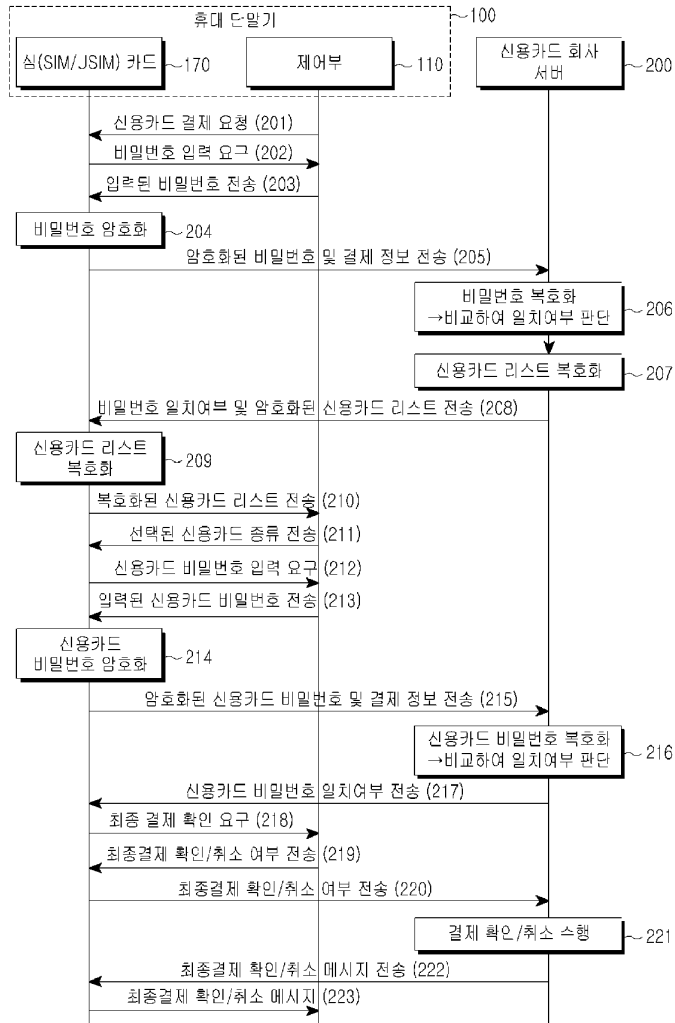 휴대 단말기
100
심(SIM/JSIM) 카드
170
제어부
110
신용카드 회사
서버
200
신용카드 결제 요청 (201)
비밀번호 입력 요구 (202)
입력된 비밀번호 전송 (203)
비밀번호 암호화
204
암호화된 비밀번호 및 결제 정보 전송 (205)
비밀번호 복호화
→비교하여 일치여부 판단
206
신용카드 리스트 복호화
207
비밀번호 일치여부 및 암호화된 신용카드 리스트 전송 (208)
신용카드 리스트
복호화
209
복호화된 신용카드 리스트 전송 (210)
선택된 신용카드 종류 전송 (211)
신용카드 비밀번호 입력 요구 (212)
입력된 신용카드 비밀번호 전송 (213)
신용카드
비밀번호 암호화
214
암호화된 신용카드 비밀번호 및 결제 정보 전송 (215)
신용카드 비밀번호 복호화
→비교하여 일치여부 판단
216
신용카드 비밀번호 일치여부 전송 (217)
최종 결제 확인 요구 (218)
최종결제 확인/취소 여부 전송 (219)
최종결제 확인/취소 여부 전송 (220)
결제 확인/취소 수행
221
최종결제 확인/취소 메시지 전송 (222)
최종결제 확인/취소 메시지 (223)